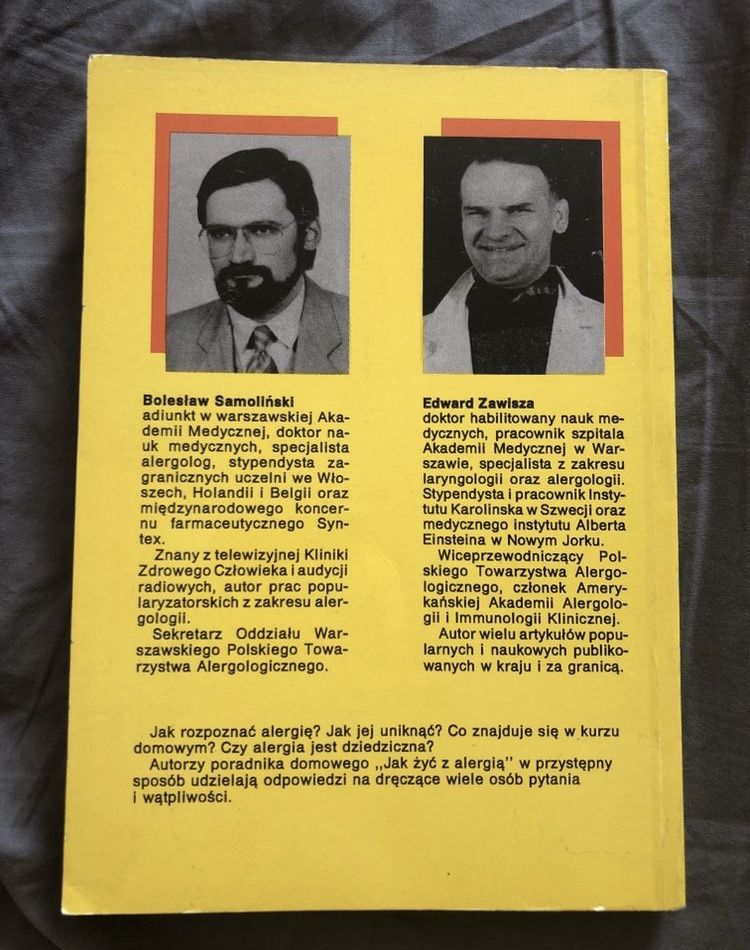 Bolesław Samoliński
adiunkt w warszawskiej Aka-
demii Medycznej, doktor na-
uk medycznych, specjalista
alergolog, stypendysta za-
granicznych uczelni we Wło-
szech, Holandii i Belgii oraz
międzynarodowego koncer-
nu farmaceutycznego Syn-
tex.
Znany z telewizyjnej Kliniki
Zdrowego Człowieka i audycji
radiowych, autor prac popu-
laryzatorskich z zakresu aler-
gologii.
Sekretarz Oddziału War-
szawskiego Polskiego Towa-
rzystwa Alergologicznego.
Edward Zawisza
doktor habilitowany nauk me-
dycznych, pracownik szpitala
Akademii Medycznej w War-
szawie, specjalista z zakresu
laryngologii oraz alergologii.
Stypendysta i pracownik Insty-
tutu Karolinska w Szwecji oraz
medycznego instytutu Alberta
Einsteina w Nowym Jorku.
Wiceprzewodniczący Pol-
skiego Towarzystwa Alergo-
logicznego, członek Amery-
kańskiej Akademii Alergolo-
gii i Immunologii Klinicznej.
Autor wielu artykułów popu-
larnych i naukowych publiko-
wanych w kraju i za granicą.
Jak rozpoznać alergię? Jak jej uniknąć? Co znajduje się w kurzu
domowym? Czy alergia jest dziedziczna?
Autorzy poradnika domowego ,,Jak żyć z alergią" w przystępny
sposób udzielają odpowiedzi na dręczące wiele osób pytania
i wątpliwości.